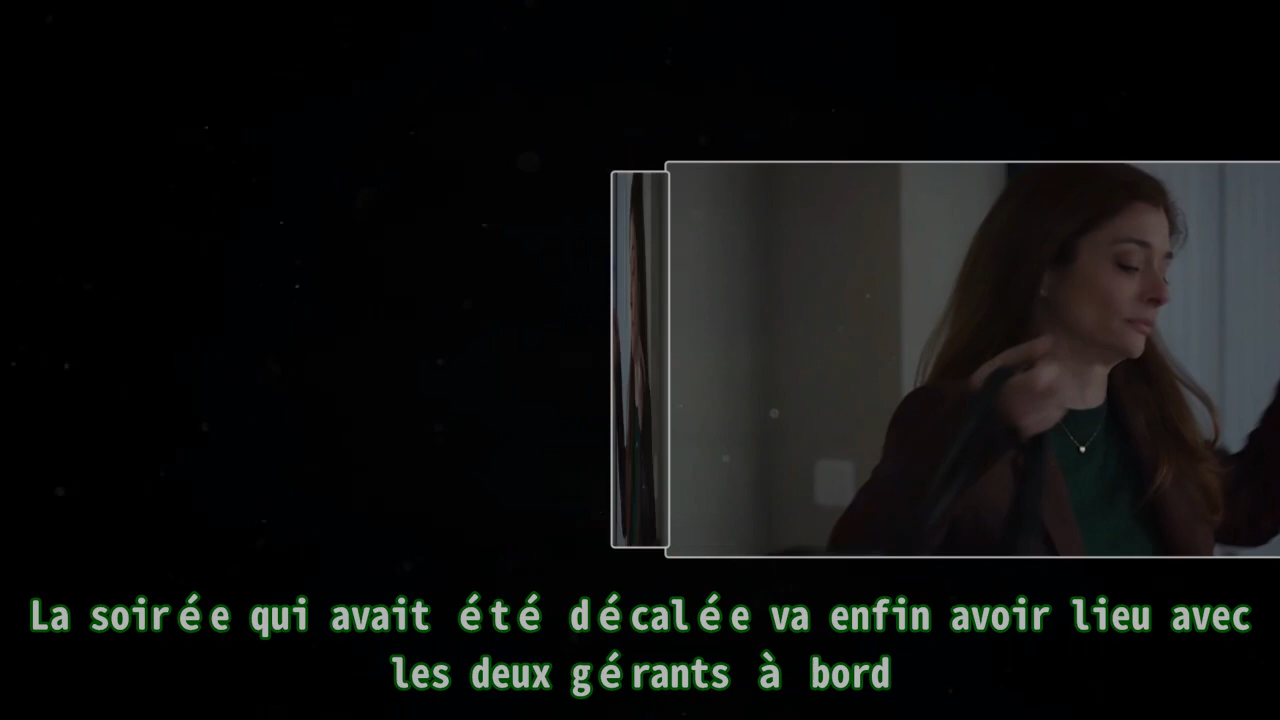 La soirée qui avait été décalée va enfin avoir lieu avec
les deux gérants à bord